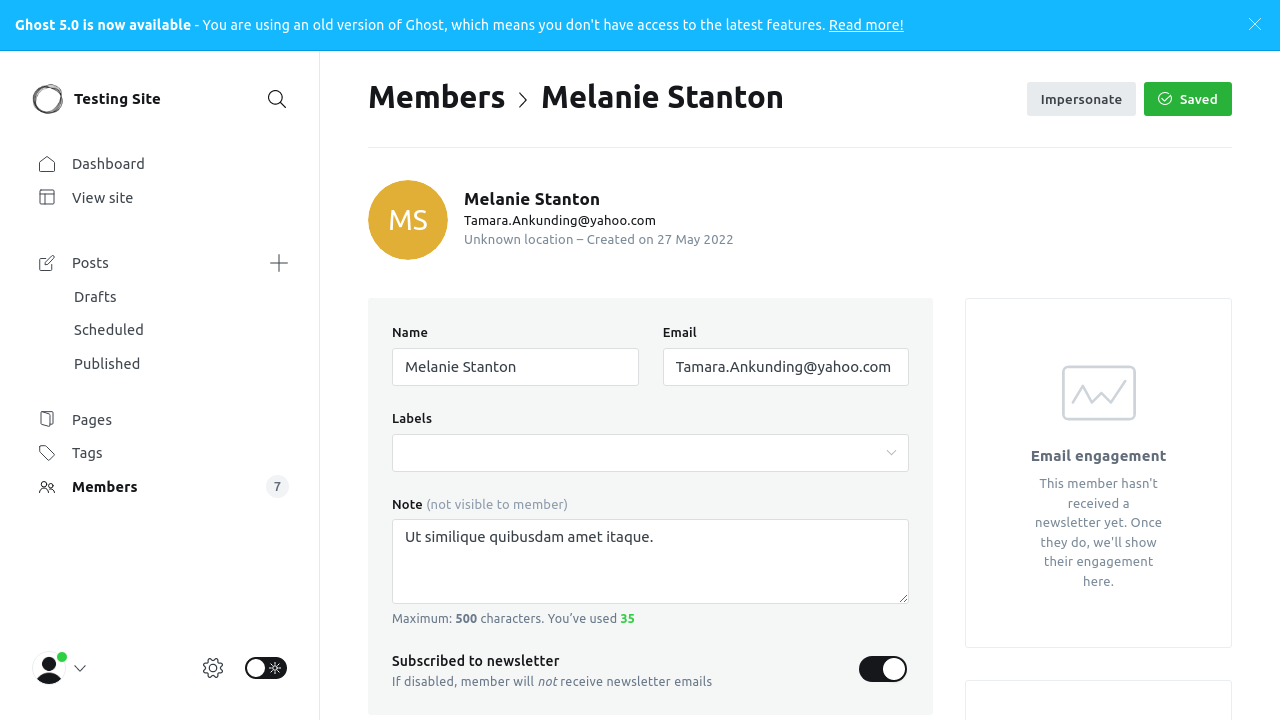 Ghost 5.0 is now available - You are using an old version of Ghost, which means you don't have access to the latest features. Read more!
Testing Site
Dashboard
View site
Posts
Drafts
Scheduled
Published
Pages
Tags
Members 7
Members Melanie Stanton
Impersonate
Saved
MS
Melanie Stanton
Tamara.Ankunding@yahoo.com
Unknown location – Created on 27 May 2022
Name
Melanie Stanton
Email
Tamara.Ankunding@yahoo.com
Labels
Note (not visible to member)
Ut similique quibusdam amet itaque.
Maximum: 500 characters. You’ve used 35
Subscribed to newsletter
If disabled, member will not receive newsletter emails
Email engagement
This member hasn't
received a
newsletter yet. Once
they do, we'll show
their engagement
here.